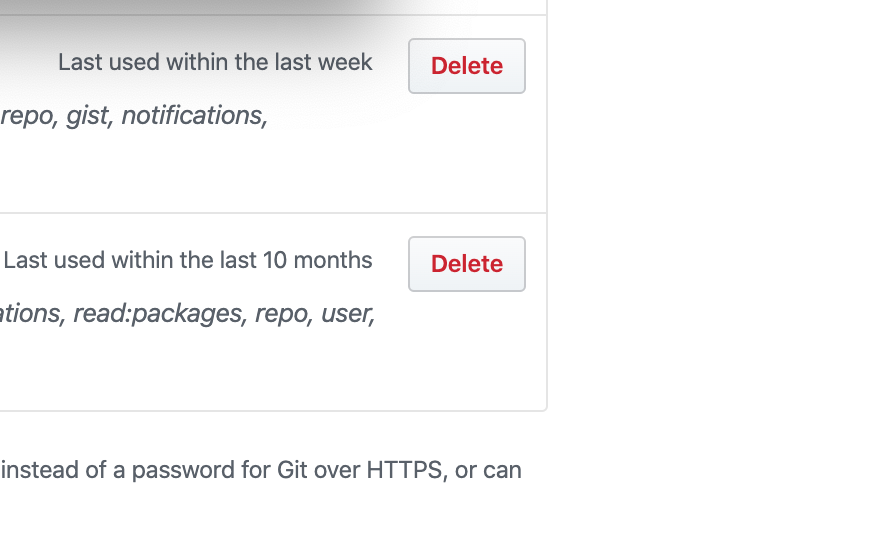 Last used within the last week
Delete
repo, gist, notifications,
Last used within the last 10 months
Delete
read:packages, repo, user,
instead of a password for Git over HTTPS, or can